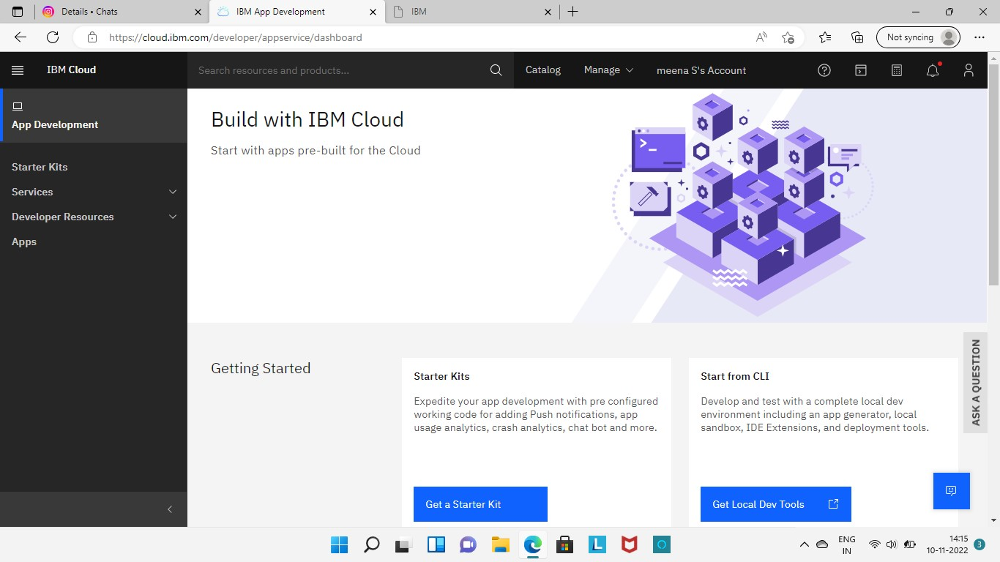 Details • Chats
IBM App Development
IBM
https://cloud.ibm.com/developer/appservice/dashboard
Not syncing
IBM Cloud
Search resources and products...
Catalog
Manage
meena S's Account
App Development
Starter Kits
Services
Developer Resources
Apps
Build with IBM Cloud
Start with apps pre-built for the Cloud
Getting Started
Starter Kits
Expedite your app development with pre configured
working code for adding Push notifications, app
usage analytics, crash analytics, chat bot and more.
Get a Starter Kit
Start from CLI
Develop and test with a complete local dev
environment including an app generator, local
sandbox, IDE Extensions, and deployment tools.
Get Local Dev Tools
ASK A QUESTION
ENG
IN
14:15
10-11-2022
3